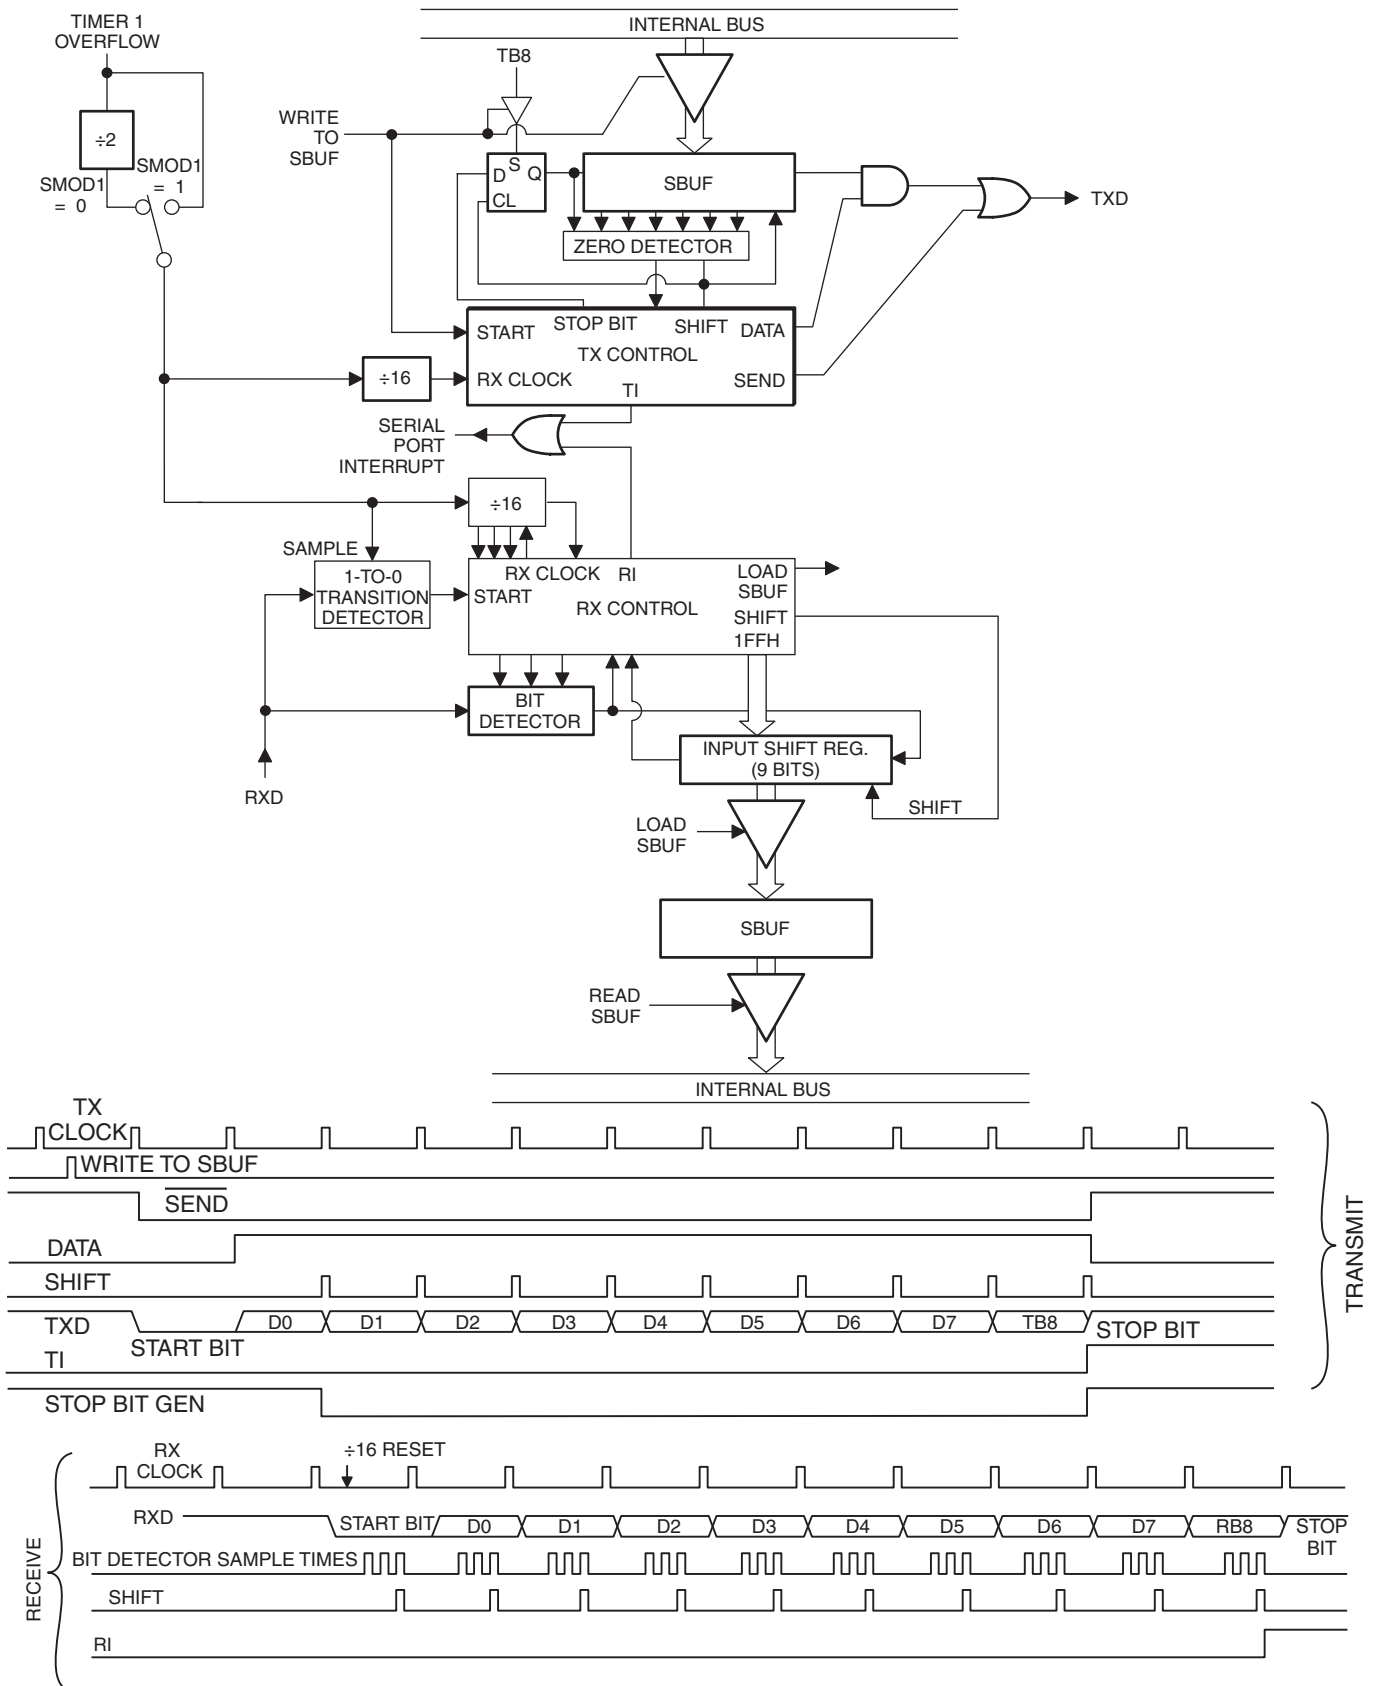 TIMER 1
OVERFLOW
INTERNAL BUS
TB8
WRITE
TO
SBUF
÷2
SMOD1
= 1
SMOD1
= 0
D S Q
CL
SBUF
TXD
ZERO DETECTOR
START
STOP BIT
SHIFT
DATA
TX CONTROL
÷16
RX CLOCK
TI
SEND
SERIAL
PORT
INTERRUPT
÷16
SAMPLE
1-TO-0
TRANSITION
DETECTOR
RX CLOCK
RI
START
RX CONTROL
LOAD
SBUF
SHIFT
1FFH
BIT
DETECTOR
INPUT SHIFT REG.
(9 BITS)
RXD
SHIFT
LOAD
SBUF
SBUF
READ
SBUF
INTERNAL BUS
TX
CLOCK
WRITE TO SBUF
SEND
DATA
SHIFT
TXD
START BIT
D0 D1 D2 D3 D4 D5 D6 D7 TB8
STOP BIT
TI
STOP BIT GEN
TRANSMIT
RX
CLOCK
÷16 RESET
RXD
START BIT D0 D1 D2 D3 D4 D5 D6 D7 RB8 STOP
BIT
BIT DETECTOR SAMPLE TIMES
SHIFT
RI
RECEIVE